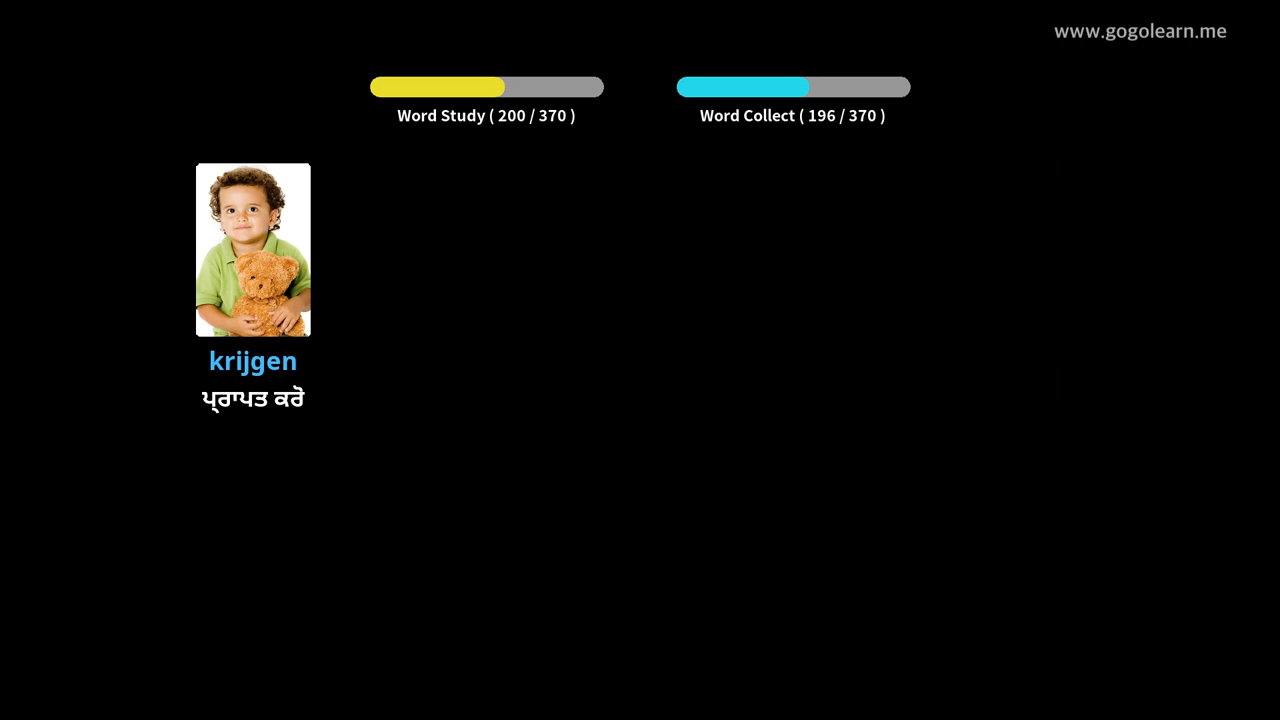 www.gogolearn.me
Word Study ( 200 / 370 )
Word Collect ( 196 / 370 )
krijgen
ਪ੍ਰਾਪਤ ਕਰੋ